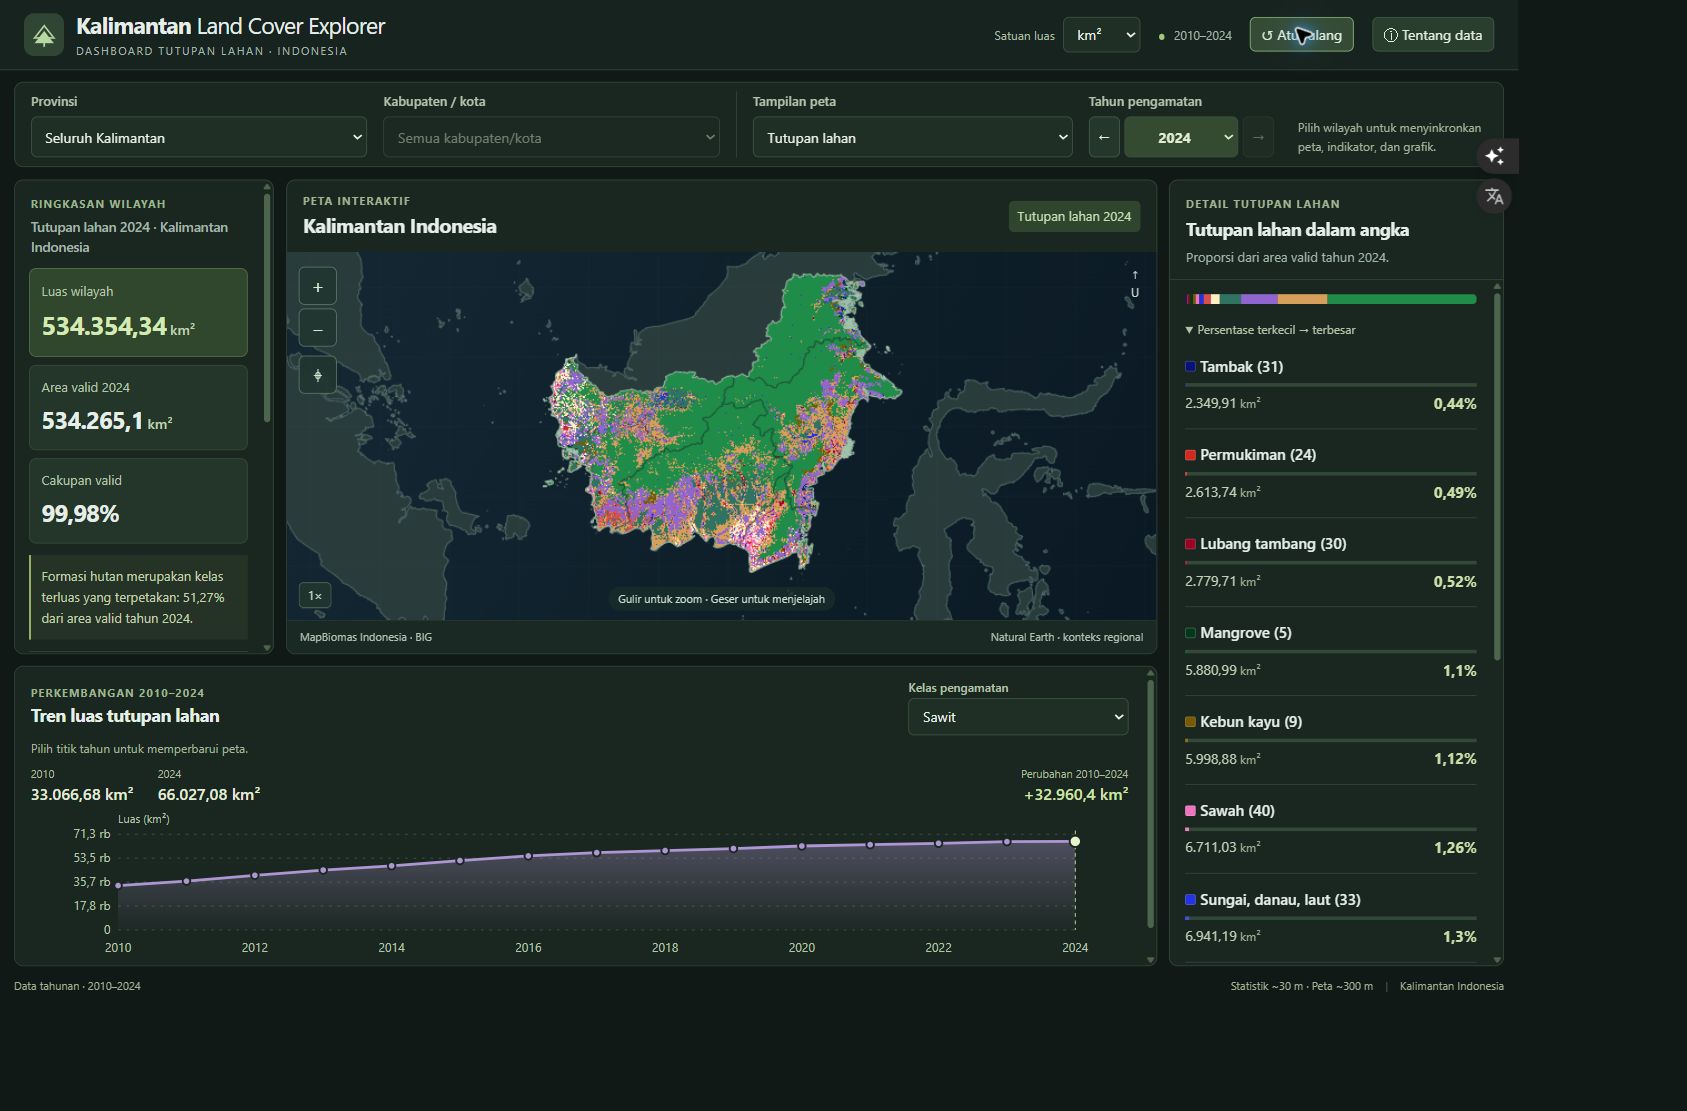 Kalimantan Land Cover Explorer
DASHBOARD TUTUPAN LAHAN · INDONESIA
Satuan luas
km²
2010–2024
↺ Atur ulang
ⓘ Tentang data
Provinsi
Seluruh Kalimantan
Kabupaten / kota
Semua kabupaten/kota
Tampilan peta
Tutupan lahan
Tahun pengamatan
←
2024
→
Pilih wilayah untuk menyinkronkan
peta, indikator, dan grafik.
RINGKASAN WILAYAH
Tutupan lahan 2024 · Kalimantan
Indonesia
Luas wilayah
534.354,34 km²
Area valid 2024
534.265,1 km²
Cakupan valid
99,98%
Formasi hutan merupakan kelas
terluas yang terpetakan: 51,27%
dari area valid tahun 2024.
PETA INTERAKTIF
Kalimantan Indonesia
Tutupan lahan 2024
+
−
↑
U
1×
Gulir untuk zoom · Geser untuk menjelajah
MapBiomas Indonesia · BIG
Natural Earth · konteks regional
DETAIL TUTUPAN LAHAN
Tutupan lahan dalam angka
Proporsi dari area valid tahun 2024.
▼ Persentase terkecil → terbesar
Tambak (31)
2.349,91 km² 0,44%
Permukiman (24)
2.613,74 km² 0,49%
Lubang tambang (30)
2.779,71 km² 0,52%
Mangrove (5)
5.880,99 km² 1,1%
Kebun kayu (9)
5.998,88 km² 1,12%
Sawah (40)
6.711,03 km² 1,26%
Sungai, danau, laut (33)
6.941,19 km² 1,3%
PERKEMBANGAN 2010–2024
Tren luas tutupan lahan
Pilih titik tahun untuk memperbarui peta.
Kelas pengamatan
Sawit
2010
33.066,68 km²
2024
66.027,08 km²
Perubahan 2010–2024
+32.960,4 km²
Luas (km²)
71,3 rb
53,5 rb
35,7 rb
17,8 rb
0
2010 2012 2014 2016 2018 2020 2022 2024
Data tahunan · 2010–2024
Statistik ~30 m · Peta ~300 m | Kalimantan Indonesia